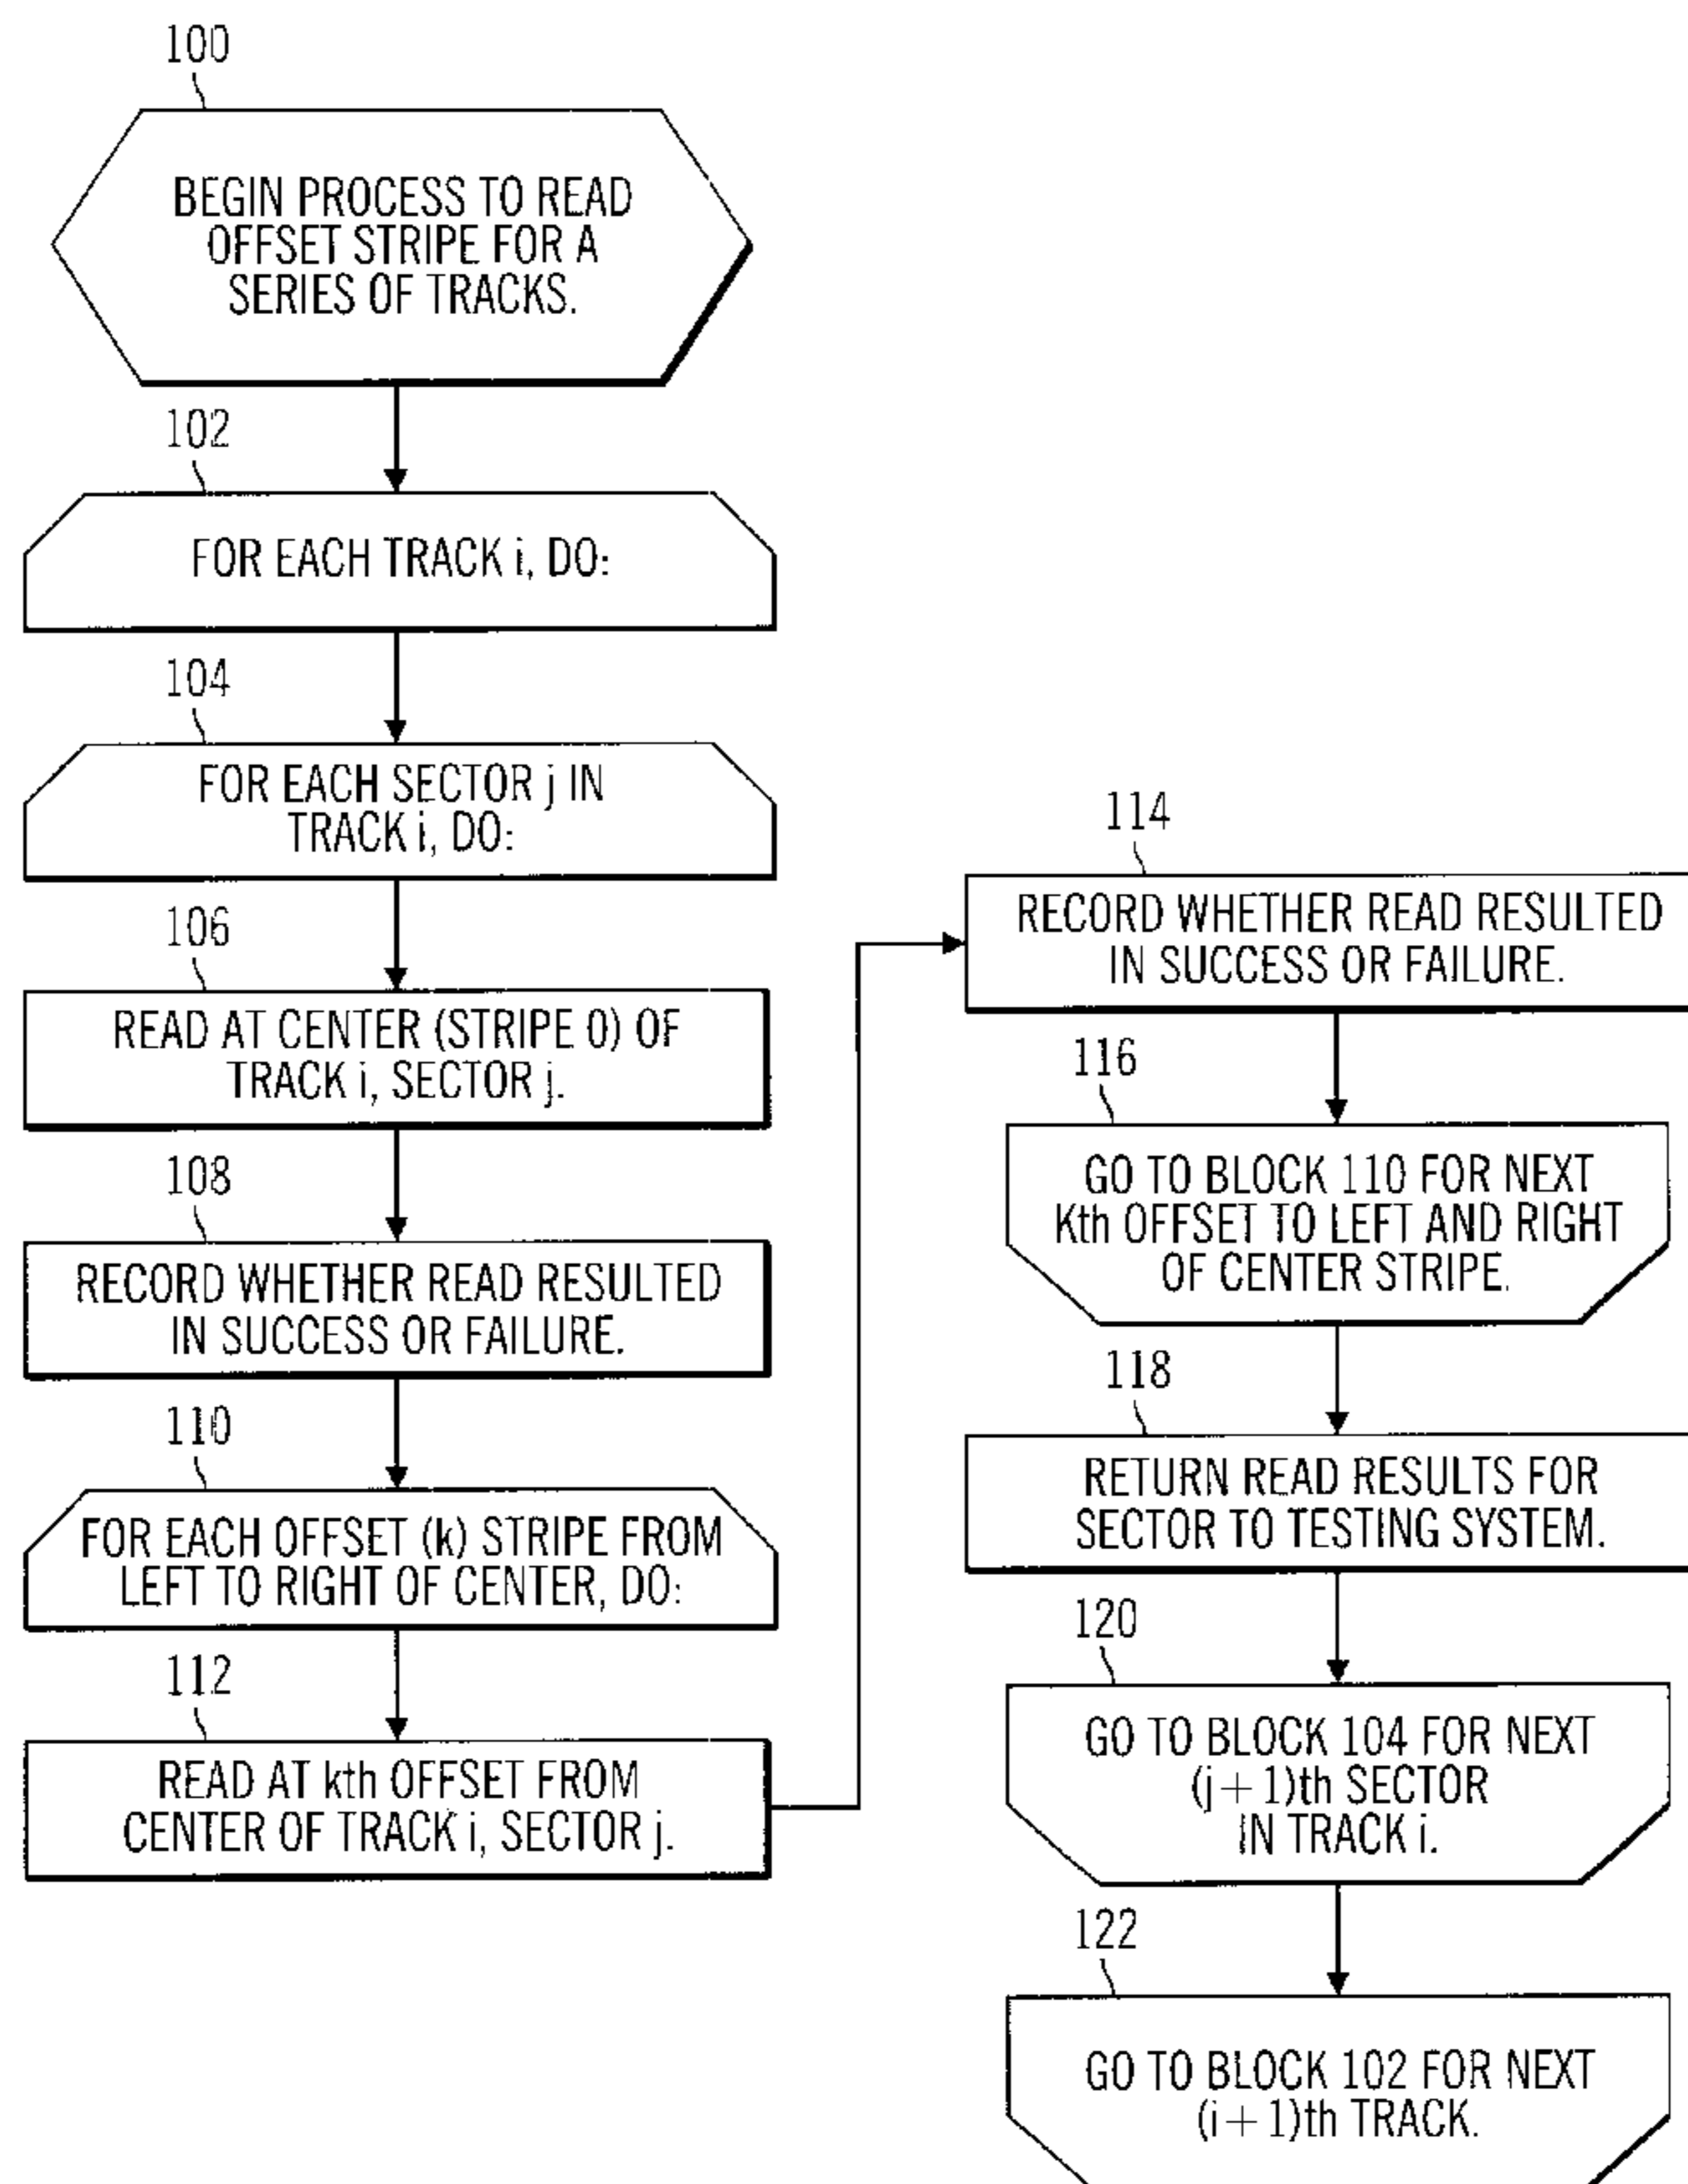 100
BEGIN PROCESS TO READ
OFFSET STRIPE FOR A
SERIES OF TRACKS.
102
FOR EACH TRACK i, DO:
104
FOR EACH SECTOR j IN
TRACK i, DO:
106
READ AT CENTER (STRIPE 0) OF
TRACK i, SECTOR j.
108
RECORD WHETHER READ RESULTED
IN SUCCESS OR FAILURE.
110
FOR EACH OFFSET (k) STRIPE FROM
LEFT TO RIGHT OF CENTER, DO:
112
READ AT kth OFFSET FROM
CENTER OF TRACK i, SECTOR j.
114
RECORD WHETHER READ RESULTED
IN SUCCESS OR FAILURE.
116
GO TO BLOCK 110 FOR NEXT
Kth OFFSET TO LEFT AND RIGHT
OF CENTER STRIPE.
118
RETURN READ RESULTS FOR
SECTOR TO TESTING SYSTEM.
120
GO TO BLOCK 104 FOR NEXT
(j+1)th SECTOR
IN TRACK i.
122
GO TO BLOCK 102 FOR NEXT
(i+1)th TRACK.